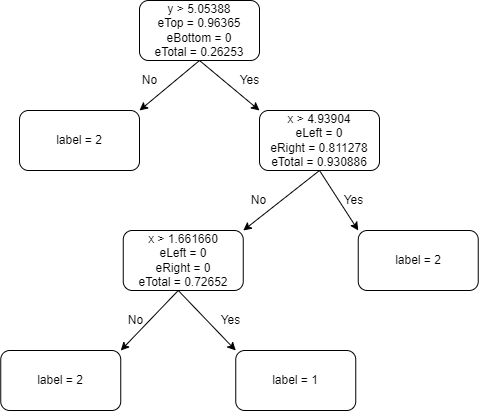 y > 5.05388
eTop = 0.96365
eBottom = 0
eTotal = 0.26253
No
Yes
label = 2
x > 4.93904
eLeft = 0
eRight = 0.811278
eTotal = 0.930886
No
Yes
x > 1.661660
eLeft = 0
eRight = 0
eTotal = 0.72652
label = 2
No
Yes
label = 2
label = 1